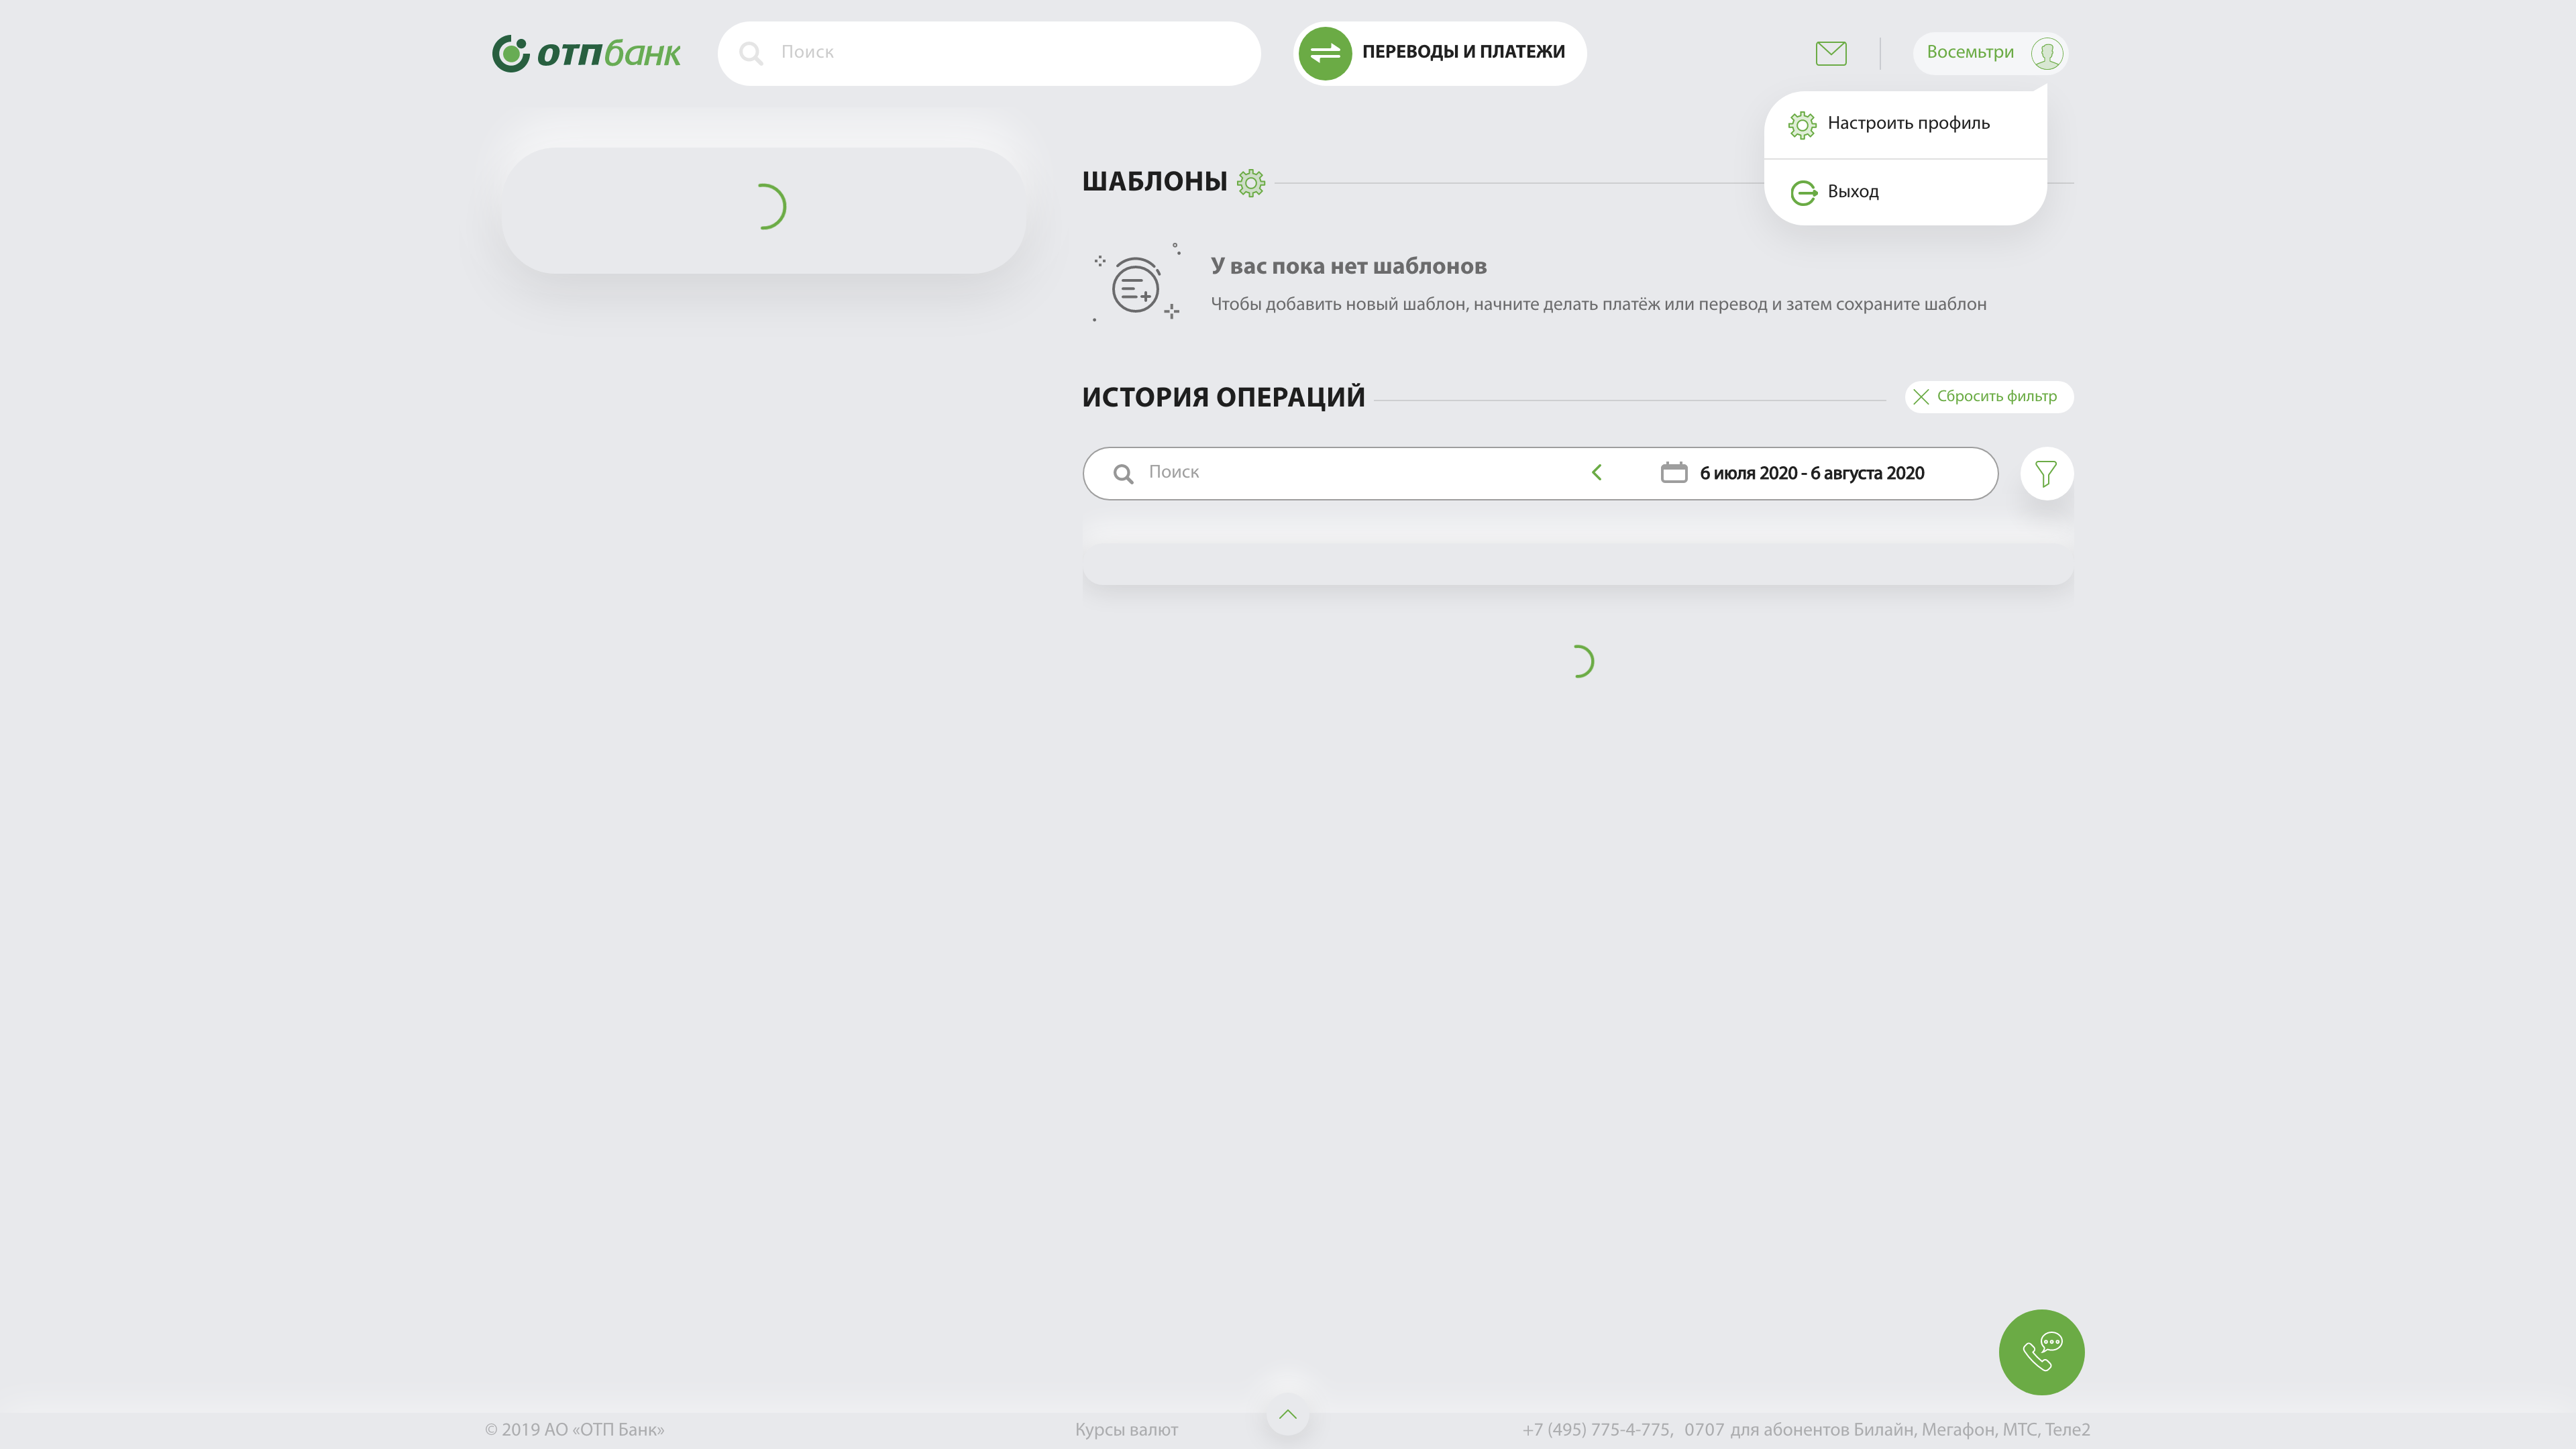 отпбанк
Поиск
ПЕРЕВОДЫ И ПЛАТЕЖИ
Восемьтри
Настроить профиль
Выход
ШАБЛОНЫ
У вас пока нет шаблонов
Чтобы добавить новый шаблон, начните делать платёж или перевод и затем сохраните шаблон
ИСТОРИЯ ОПЕРАЦИЙ
Сбросить фильтр
Поиск
6 июля 2020 - 6 августа 2020
© 2019 АО «ОТП Банк»
Курсы валют
+7 (495) 775-4-775, 0707 для абонентов Билайн, Мегафон, МТС, Теле2